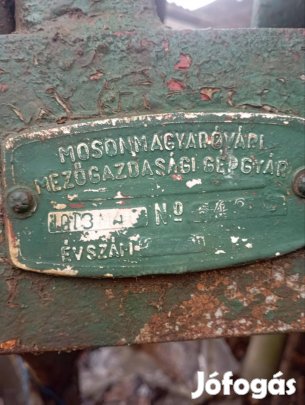 MOSONMAGYARÓVÁRI
MEZŐGAZDASÁGI GÉPGYÁR
Nº
ÉVSZÁM
Jófogás